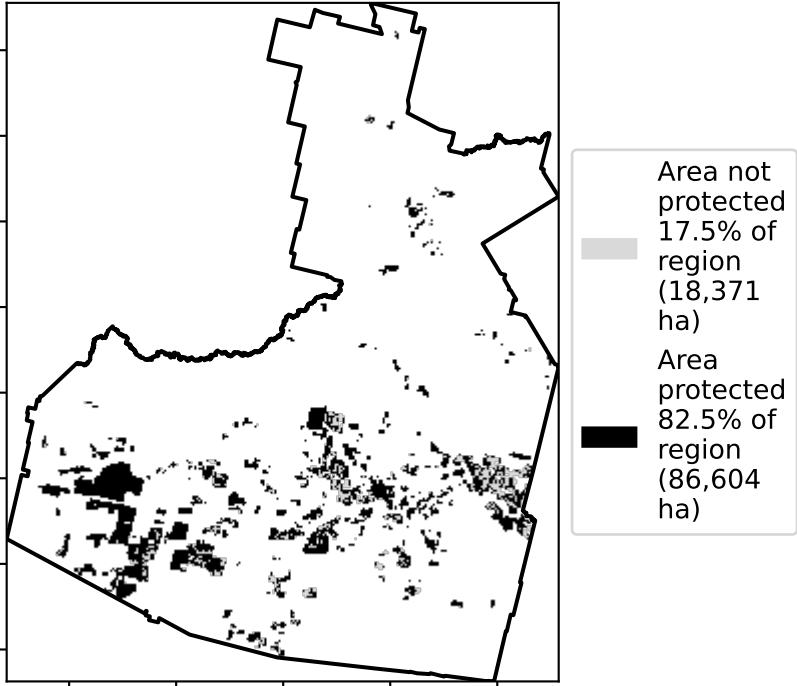 Area not
protected
17.5% of
region
(18,371
ha)
Area
protected
82.5% of
region
(86,604
ha)